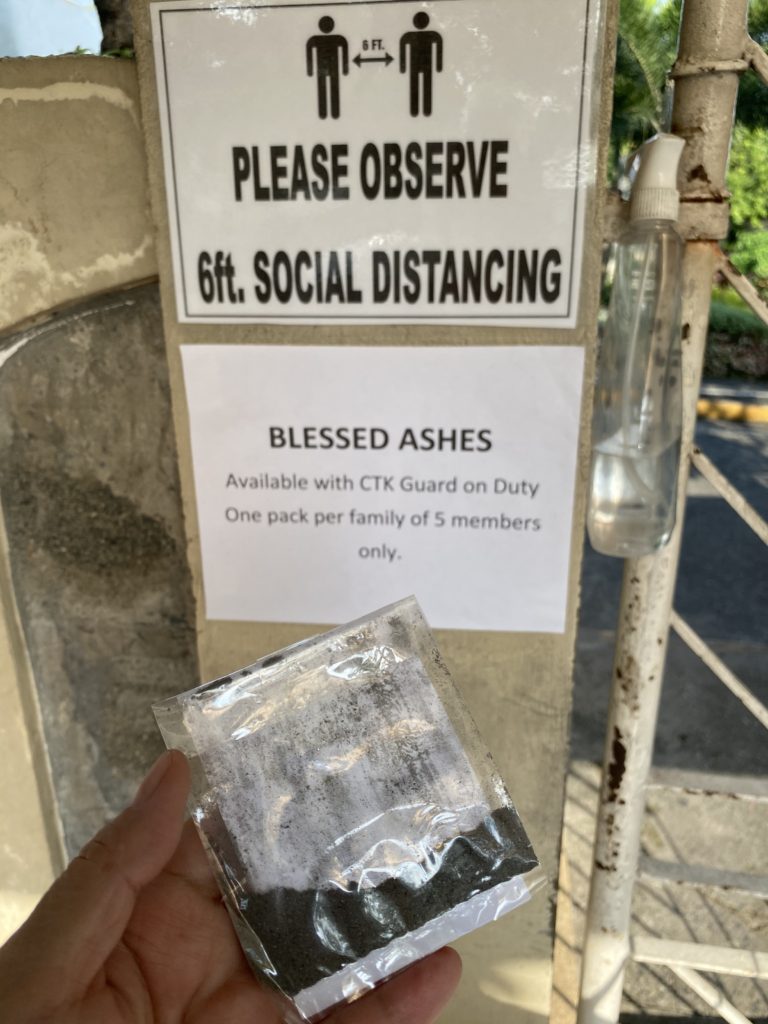 6 FT.
PLEASE OBSERVE
6ft. SOCIAL DISTANCING
BLESSED ASHES
Available with CTK Guard on Duty
One pack per family of 5 members
only.